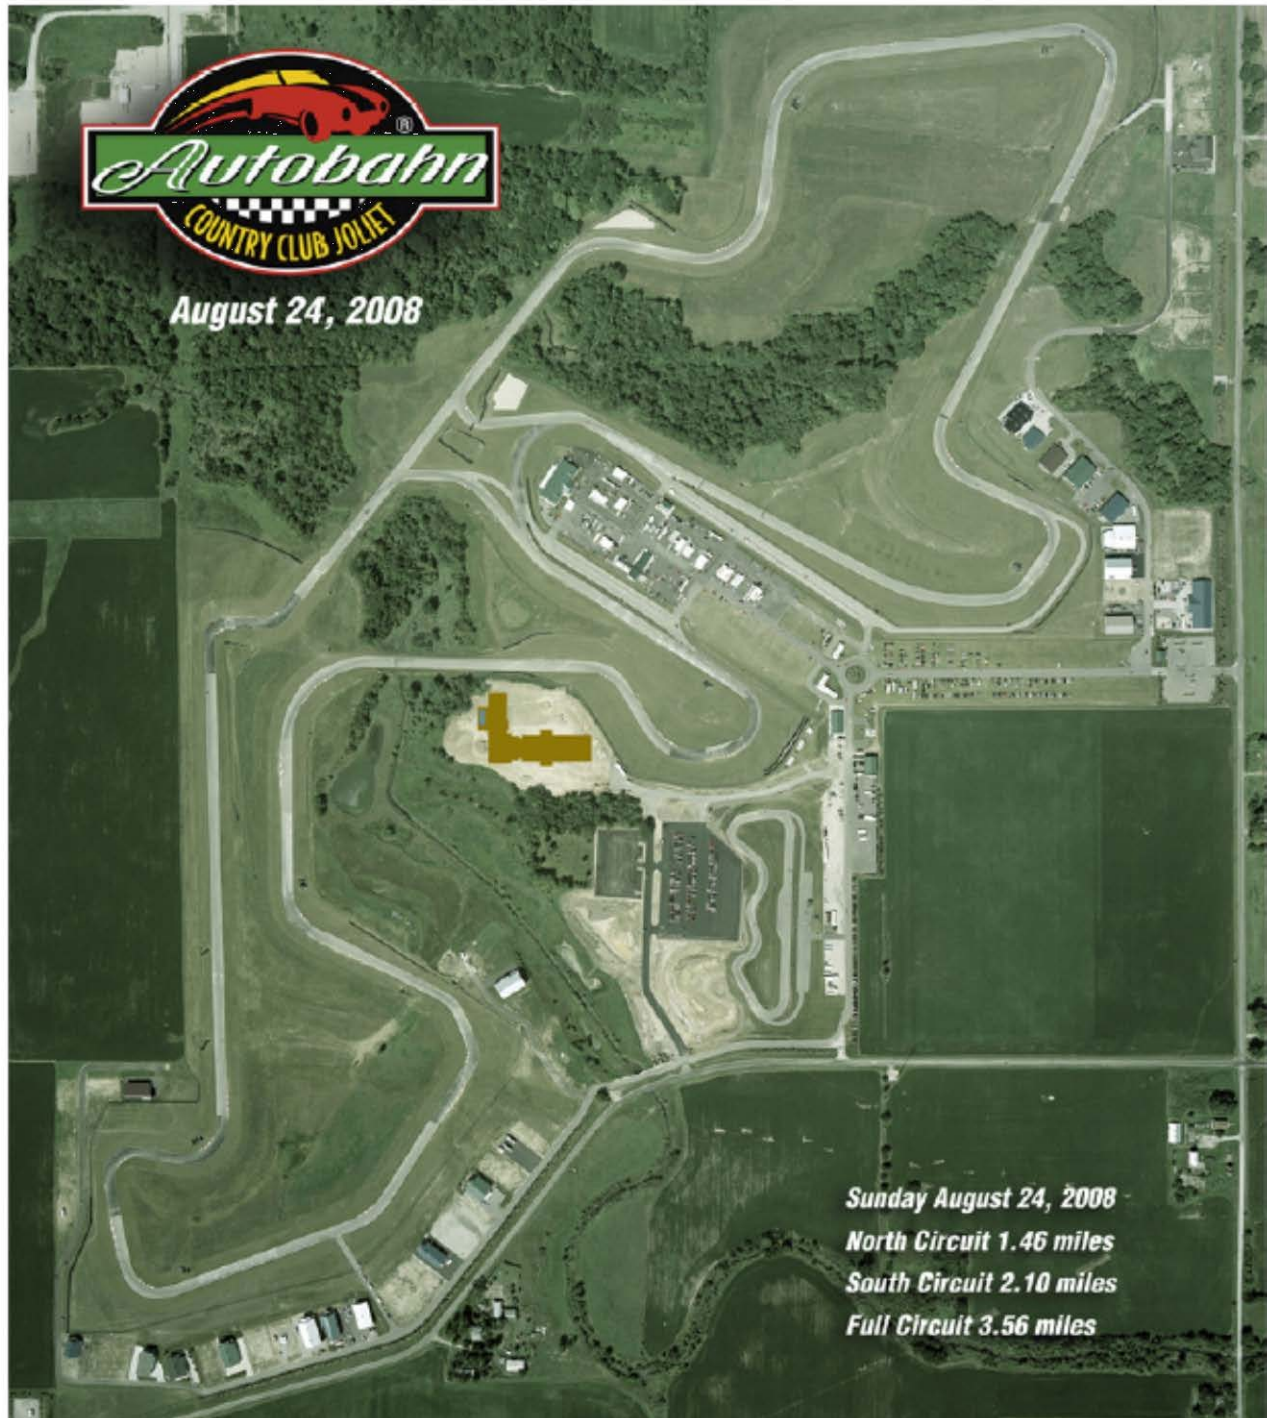 Autobahn®
COUNTRY CLUB JOLIET
August 24, 2008
Sunday August 24, 2008
North Circuit 1.46 miles
South Circuit 2.10 miles
Full Circuit 3.56 miles